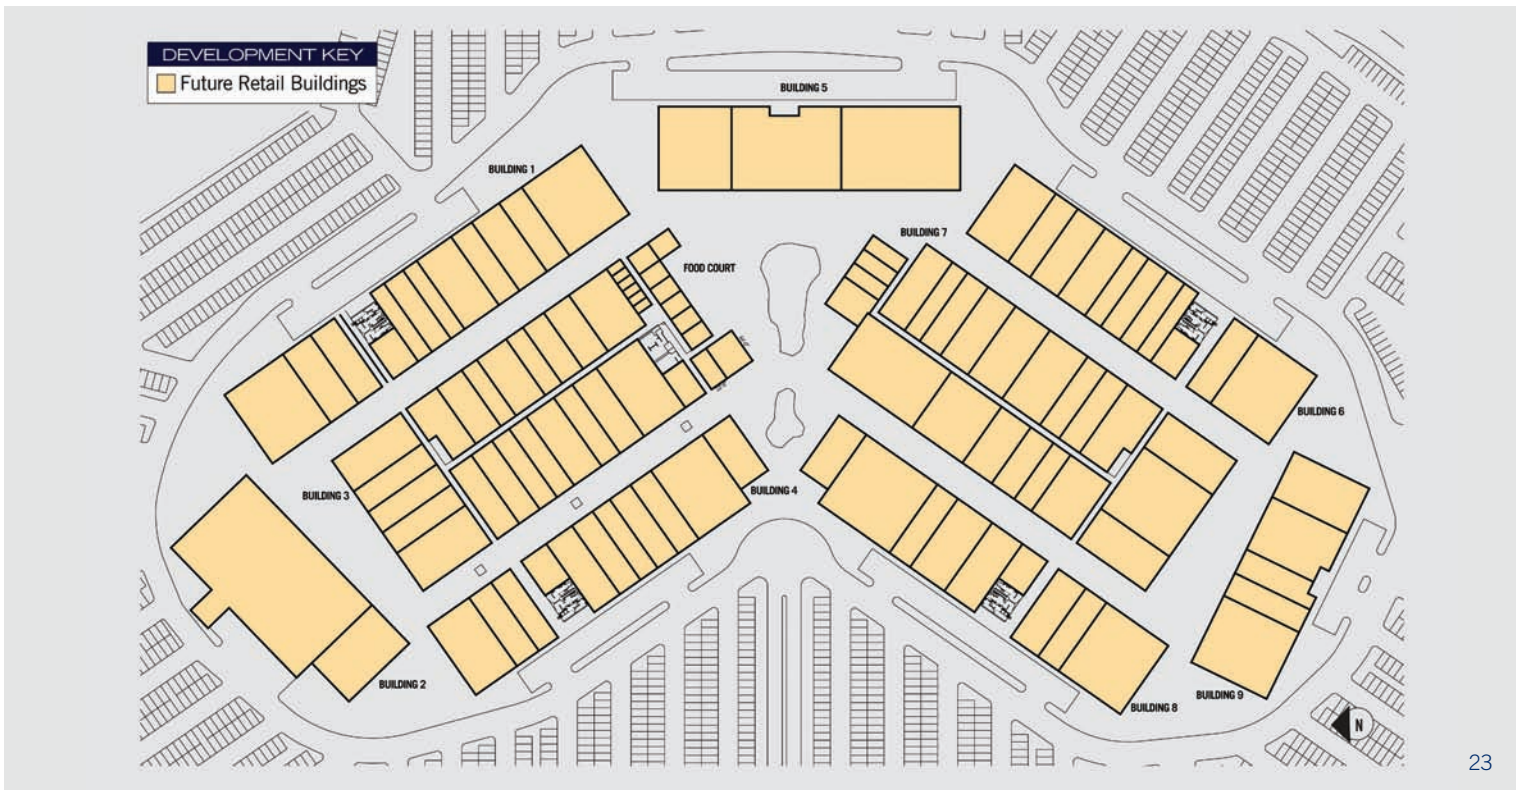 DEVELOPMENT KEY
Future Retail Buildings
BUILDING 5
BUILDING 1
BUILDING 7
FOOD COURT
BUILDING 6
BUILDING 3
BUILDING 4
BUILDING 2
BUILDING 9
BUILDING 8
N
23